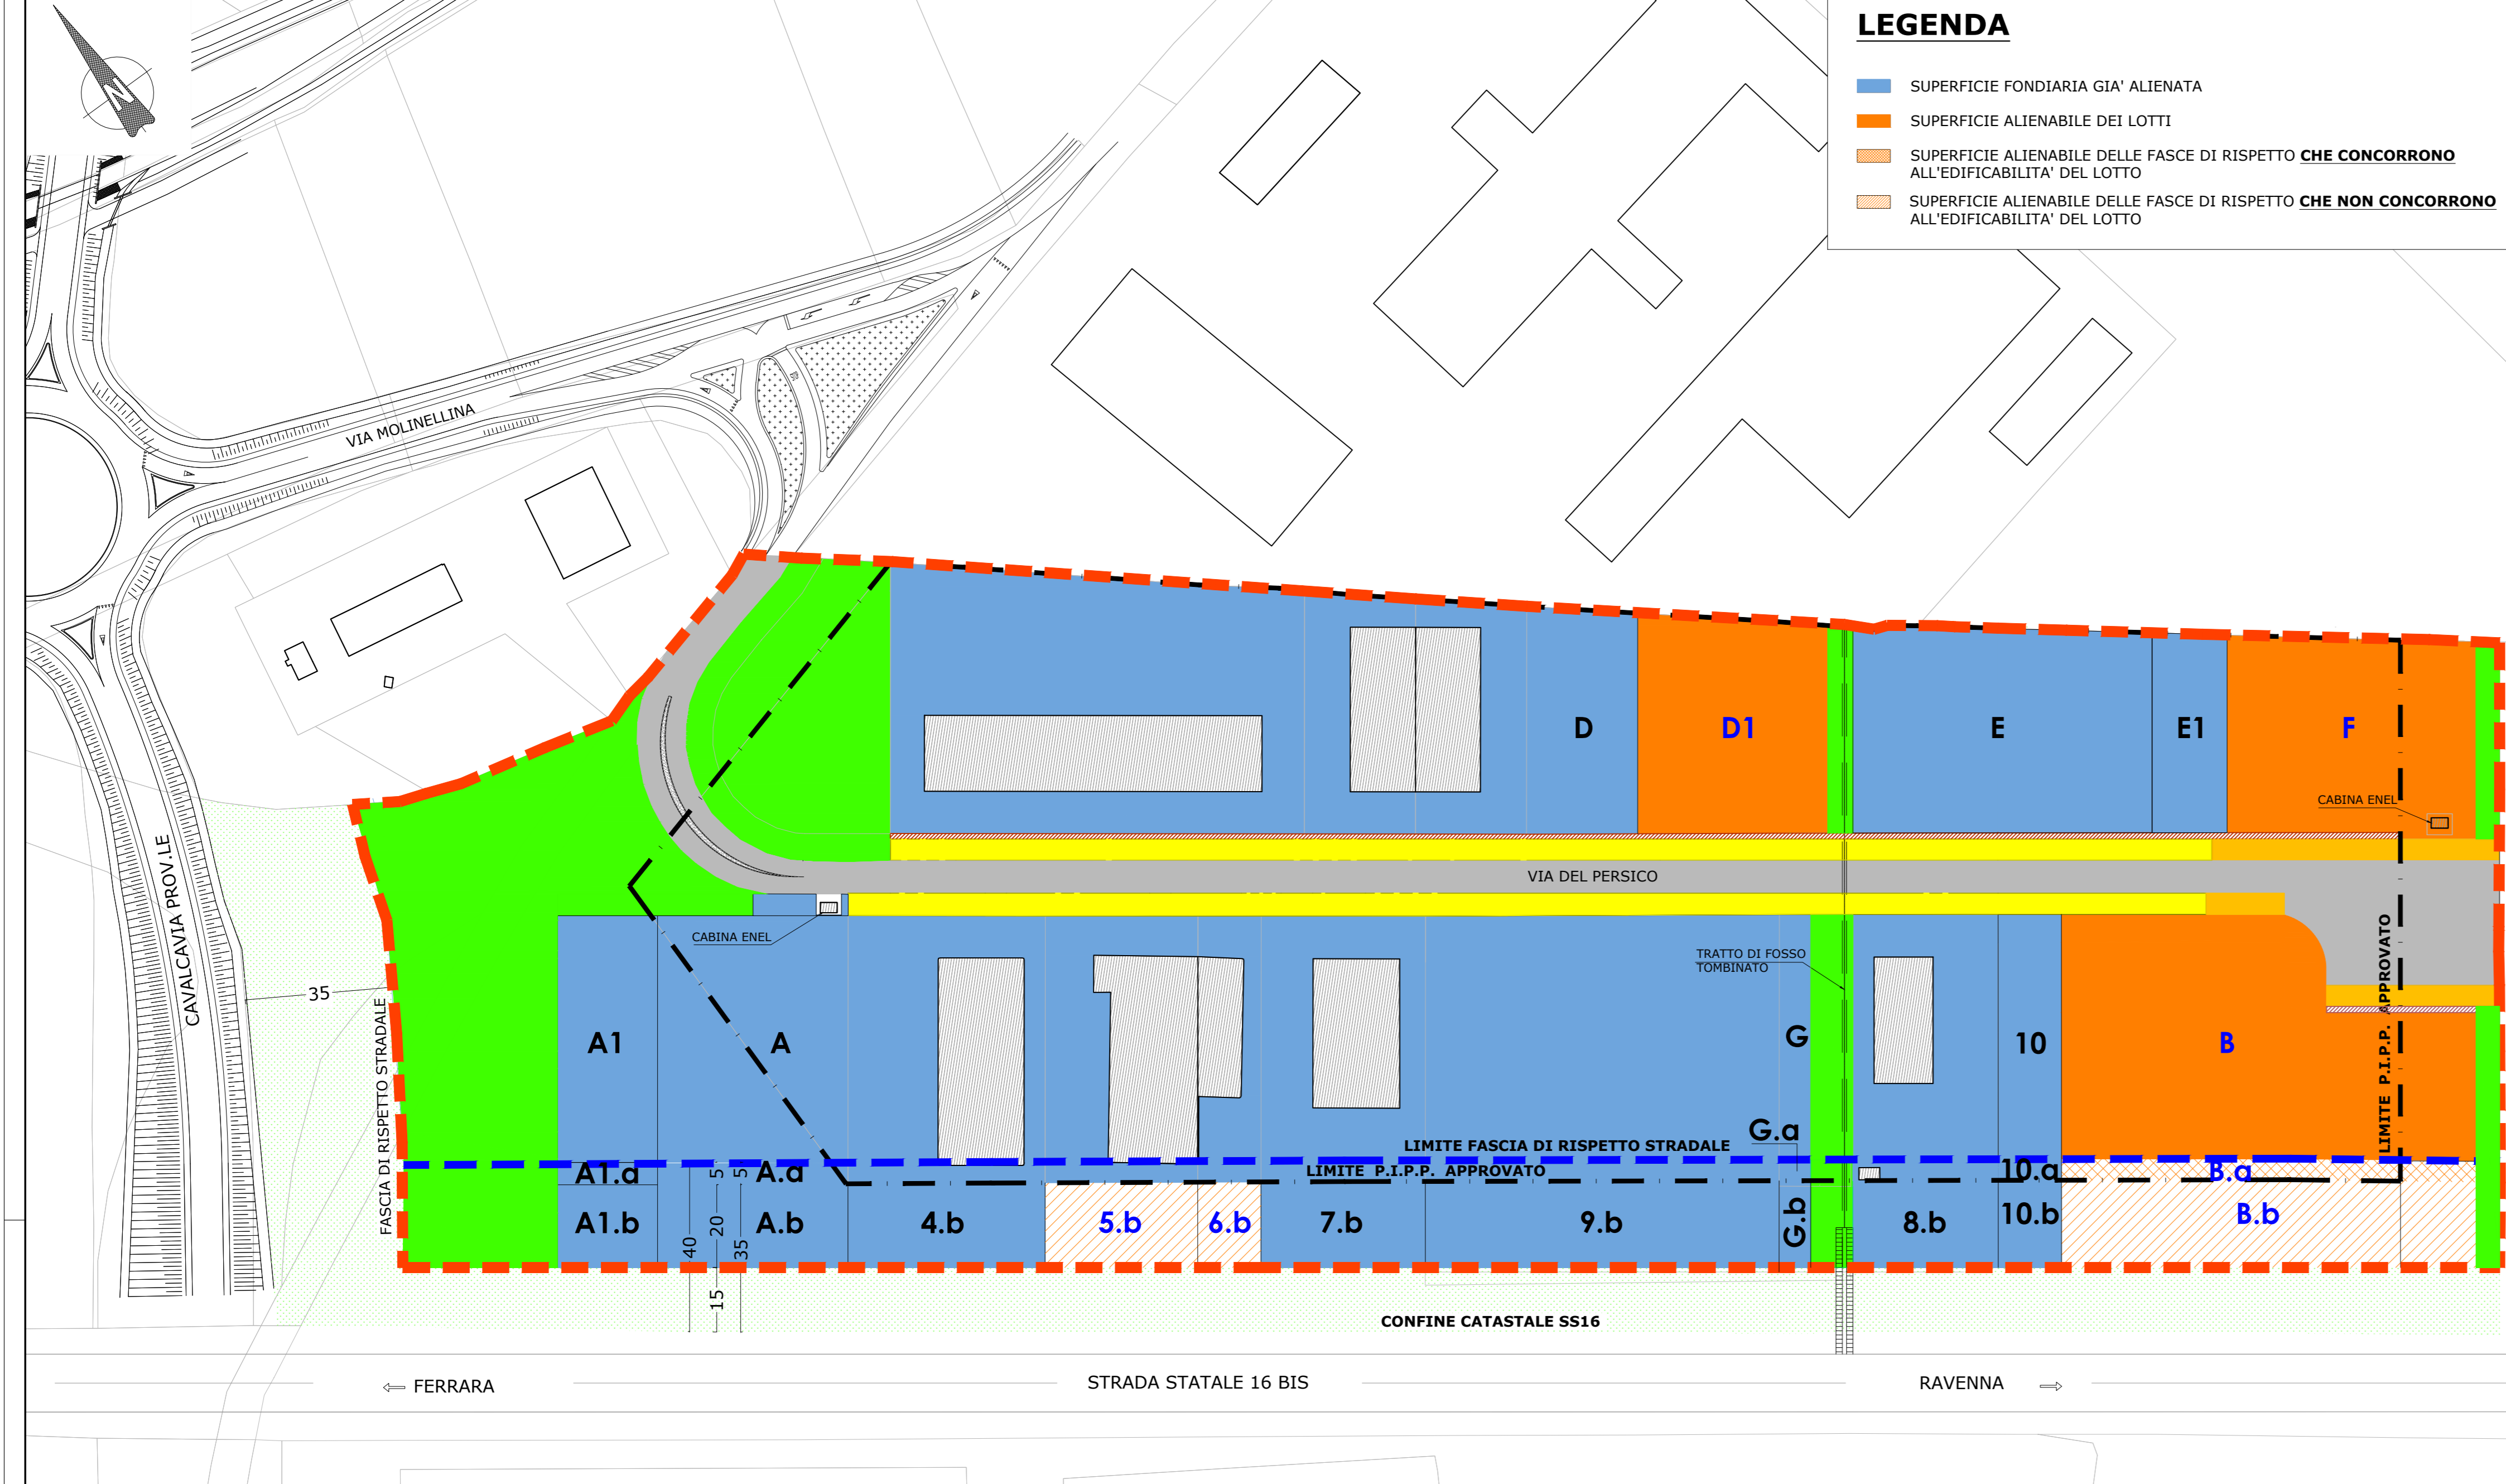 LEGENDA
SUPERFICIE FONDIARIA GIA' ALIENATA
SUPERFICIE ALIENABILE DEI LOTTI
SUPERFICIE ALIENABILE DELLE FASCE DI RISPETTO CHE CONCORRONO
ALL'EDIFICABILITA' DEL LOTTO
SUPERFICIE ALIENABILE DELLE FASCE DI RISPETTO CHE NON CONCORRONO
ALL'EDIFICABILITA' DEL LOTTO
N
VIA MOLINELLINA
CAVALCAVIA PROV.LE
35
FASCIA DI RISPETTO STRADALE
D
D1
E
E1
F
CABINA ENEL
VIA DEL PERSICO
CABINA ENEL
TRATTO DI FOSSO
TOMBINATO
A1
A
G
10
B
LIMITE P.I.P.P. APPROVATO
LIMITE FASCIA DI RISPETTO STRADALE
G.a
LIMITE P.I.P.P. APPROVATO
A1.a
A.a
10.a
B.a
5
5
A1.b
A.b
4.b
5.b
6.b
7.b
9.b
G.b
8.b
10.b
B.b
40
20
35
15
CONFINE CATASTALE SS16
FERRARA
STRADA STATALE 16 BIS
RAVENNA